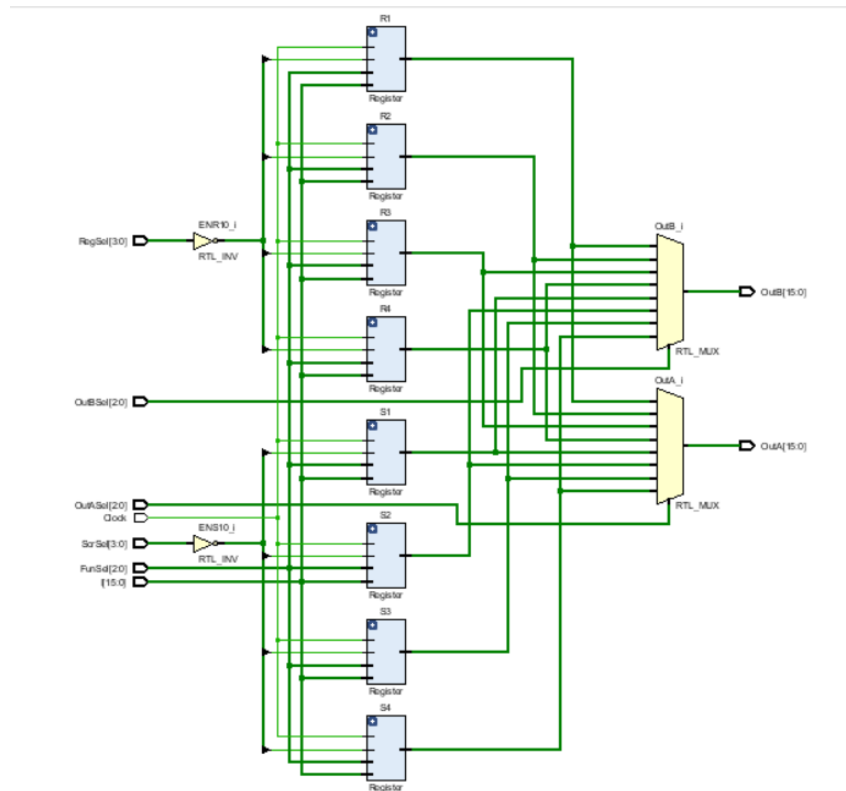 R1
Register
R2
Register
R3
ENR10_i
OutB_i
RegSel[3:0]
RTL_INV
Register
R4
OutB[15:0]
RTL_MUX
Register
OutA_i
OutBSel[2:0]
S1
OutA[15:0]
Register
OutASel[2:0]
RTL_MUX
Clock
S2
ENS10_i
ScrSel[3:0]
RTL_INV
FunSel[2:0]
I[15:0]
Register
S3
Register
S4
Register